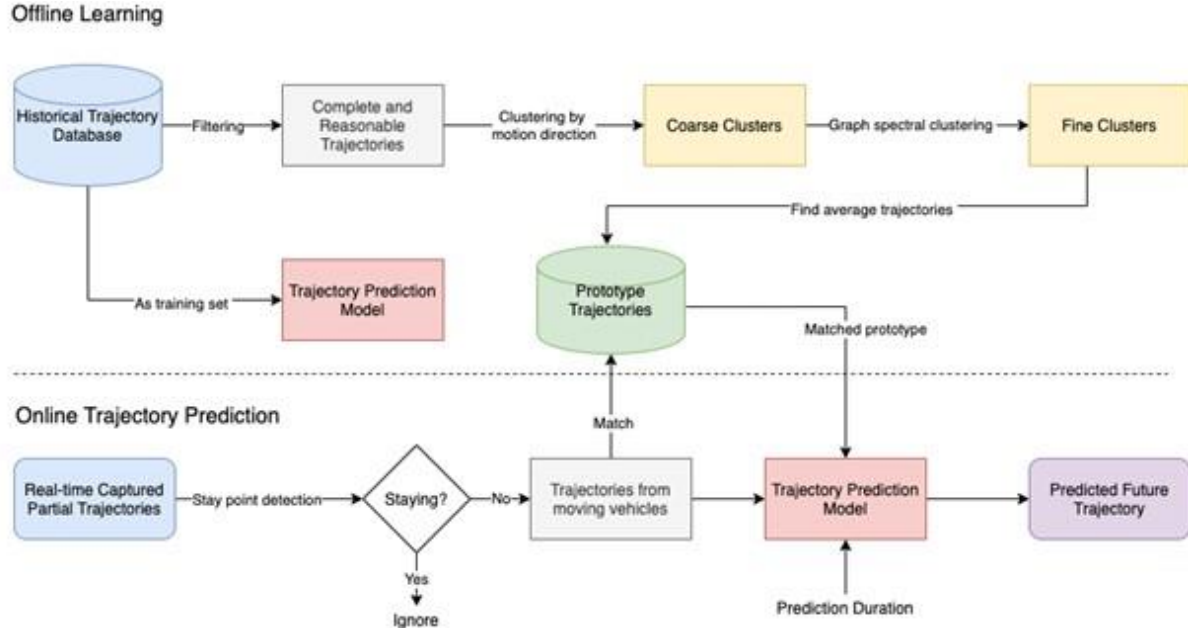 Offline Learning
Historical Trajectory
Database
Filtering
Complete and
Reasonable
Trajectories
Clustering by
motion direction
Coarse Clusters
Graph spectral clustering
Fine Clusters
Find average trajectories
As training set
Trajectory Prediction
Model
Prototype
Trajectories
Matched prototype
Online Trajectory Prediction
Match
Real-time Captured
Partial Trajectories
Stay point detection
Staying?
No
Trajectories from
moving vehicles
Trajectory Prediction
Model
Predicted Future
Trajectory
Yes
Ignore
Prediction Duration